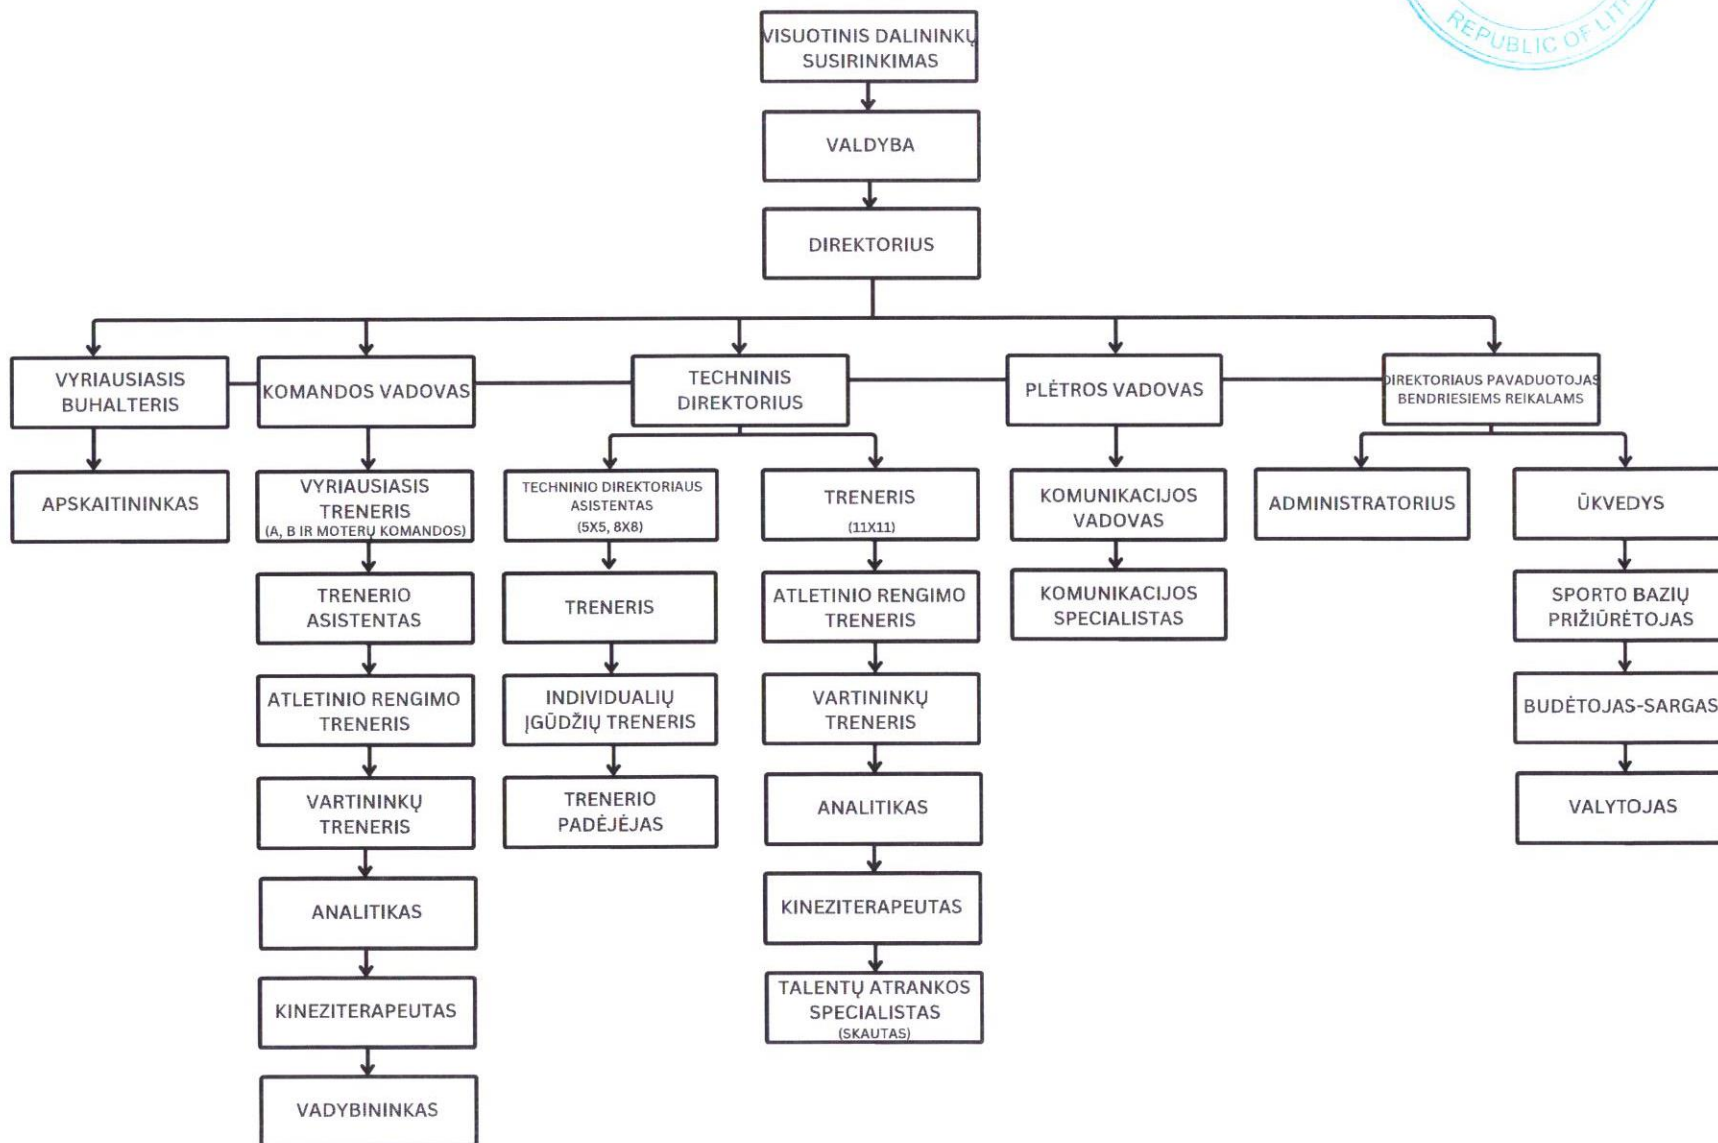 REPUBLIC OF
VISUOTINIS DALININKŲ
SUSIRINKIMAS
VALDYBA
DIREKTORIUS
VYRIAUSIASIS
BUHALTERIS
KOMANDOS VADOVAS
TECHNINIS
DIREKTORIUS
PLĖTROS VADOVAS
DIREKTORIAUS PAVADUOTOJAS
BENDRIESIEMS REIKALAMS
APSKAITININKAS
VYRIAUSIASIS
TRENERIS
(A, B IR MOTERŲ KOMANDOS)
TECHNINIO DIREKTORIAUS
ASISTENTAS
(5X5, 8X8)
TRENERIS
(11X11)
KOMUNIKACIJOS
VADOVAS
ADMINISTRATORIUS
ŪKVEDYS
TRENERIO
ASISTENTAS
TRENERIS
ATLETINIO RENGIMO
TRENERIS
KOMUNIKACIJOS
SPECIALISTAS
SPORTO BAZIŲ
PRIŽIŪRĖTOJAS
ATLETINIO RENGIMO
TRENERIS
INDIVIDUALIŲ
ĮGŪDŽIŲ TRENERIS
VARTININKŲ
TRENERIS
BUDĖTOJAS-SARGAS
VARTININKŲ
TRENERIS
TRENERIO
PADĖJĖJAS
ANALITIKAS
VALYTOJAS
ANALITIKAS
KINEZITERAPEUTAS
KINEZITERAPEUTAS
TALENTŲ ATRANKOS
SPECIALISTAS
(SKAUTAS)
VADYBININKAS